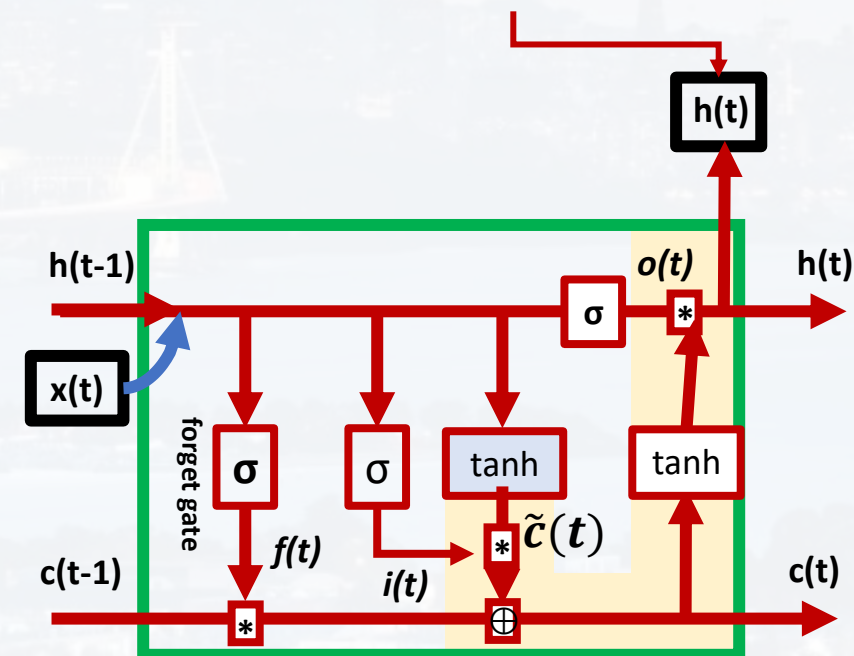 h(t)
h(t-1)
o(t)
h(t)
σ
*
x(t)
forget gate
σ
σ
tanh
tanh
f(t)
i(t)
*
c̃(t)
c(t-1)
c(t)
*
⊕